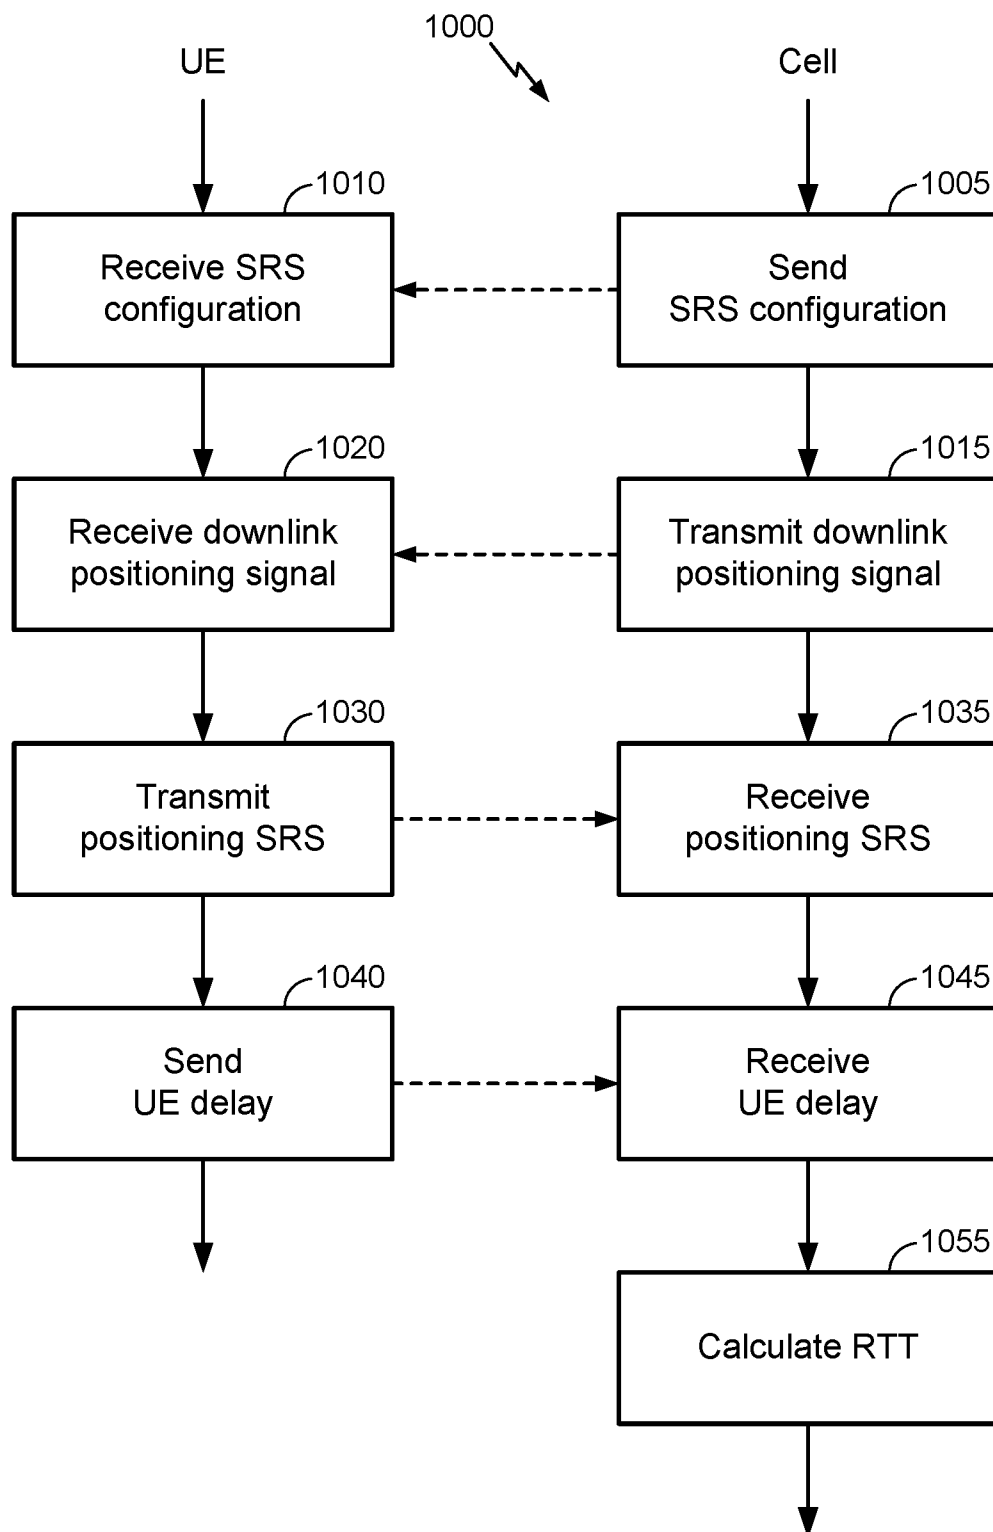 1000
UE
Cell
1010
1005
Receive SRS
configuration
Send
SRS configuration
1020
1015
Receive downlink
positioning signal
Transmit downlink
positioning signal
1030
1035
Transmit
positioning SRS
Receive
positioning SRS
1040
1045
Send
UE delay
Receive
UE delay
1055
Calculate RTT